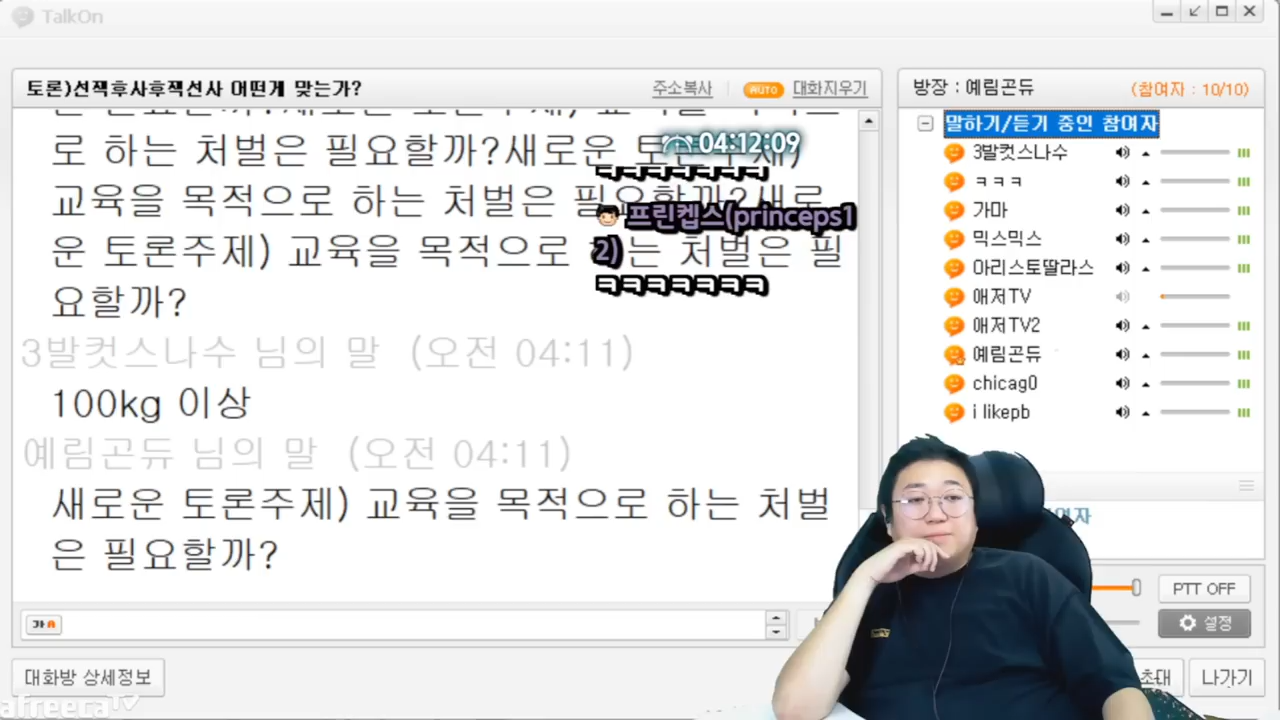 TalkOn
토론)선잭후사후잭선사 어떻게 맞는가?
주소복사
AUTO
대화지우기
로 하는 처벌은 필요할까?새로운 토론주제)
교육을 목적으로 하는 처벌은 필요할까?새로
운 토론주제) 교육을 목적으로 하는 처벌은 필
요할까?
3발컷스나수 님의 말 (오전 04:11)
100kg 이상
예림곤듀 님의 말 (오전 04:11)
새로운 토론주제) 교육을 목적으로 하는 처벌
은 필요할까?
04:12:09
ㅋㅋㅋㅋㅋㅋㅋ
프린켑스(princeps1
2)
ㅋㅋㅋㅋㅋㅋㅋ
가A
대화방 상세정보
afreecaTV
방장 : 예림곤듀
(참여자 : 10/10)
말하기/듣기 중인 참여자
3발컷스나수
ㅋㅋㅋ
가마
믹스믹스
아리스토딸라스
애저TV
애저TV2
예림곤듀
chicag0
i likepb
PTT OFF
설정
초대
나가기